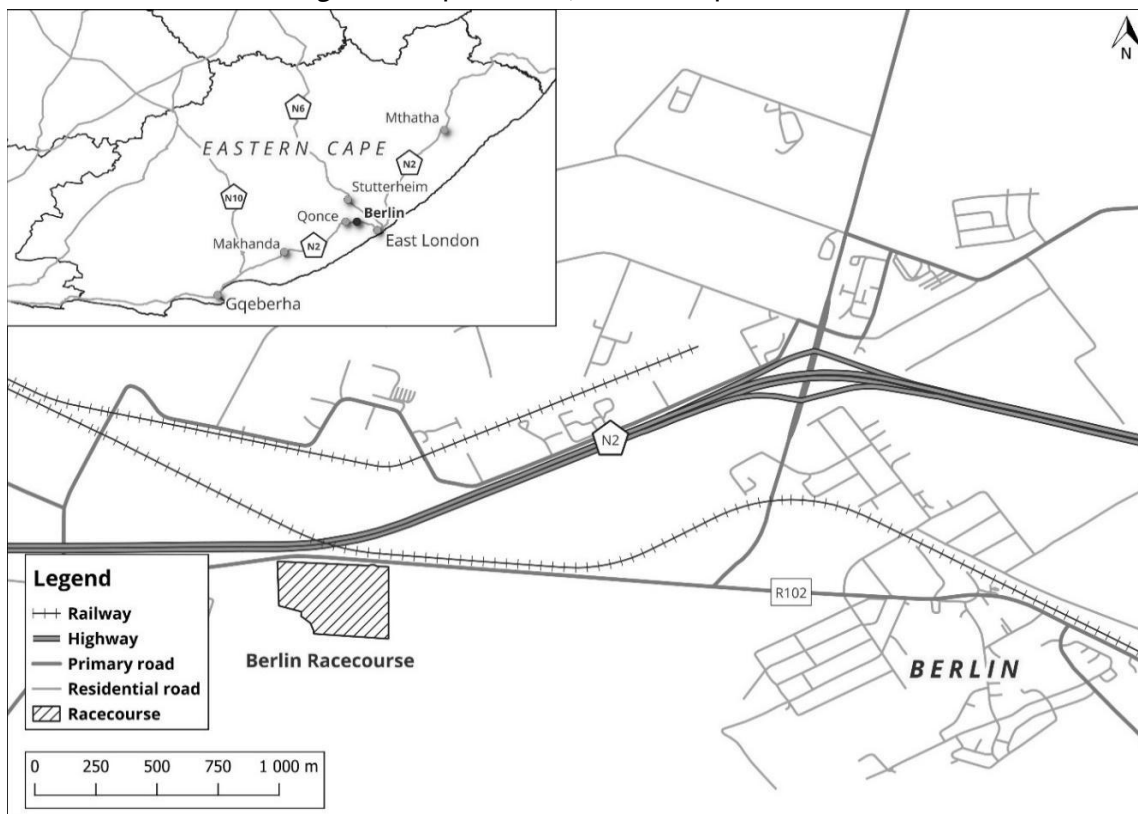 N
N6
Mthatha
EASTERN CAPE
N2
Stutterheim
N10
Qonce
Berlin
Makhanda
N2
East London
Gqeberha
N2
Legend
Railway
Highway
Primary road
Residential road
Racecourse
R102
Berlin Racecourse
BERLIN
0 250 500 750 1 000 m